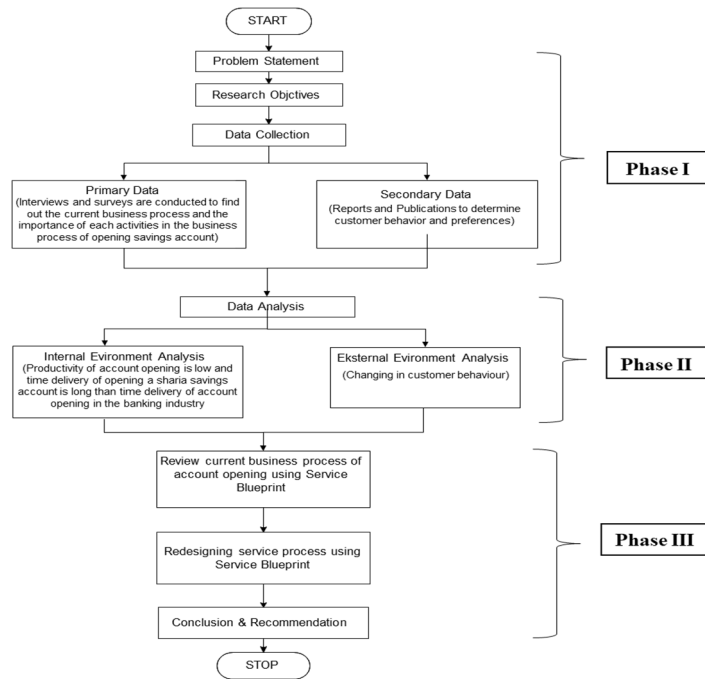 START
Problem Statement
Research Objctives
Data Collection
Primary Data
(Interviews and surveys are conducted to find
out the current business process and the
importance of each activities in the business
process of opening savings account)
Secondary Data
(Reports and Publications to determine
customer behavior and preferences)
Phase I
Data Analysis
Internal Evironment Analysis
(Productivity of account opening is low and
time delivery of opening a sharia savings
account is long than time delivery of account
opening in the banking industry
Eksternal Evironment Analysis
(Changing in customer behaviour)
Phase II
Review current business process of
account opening using Service
Blueprint
Redesigning service process using
Service Blueprint
Conclusion & Recommendation
Phase III
STOP